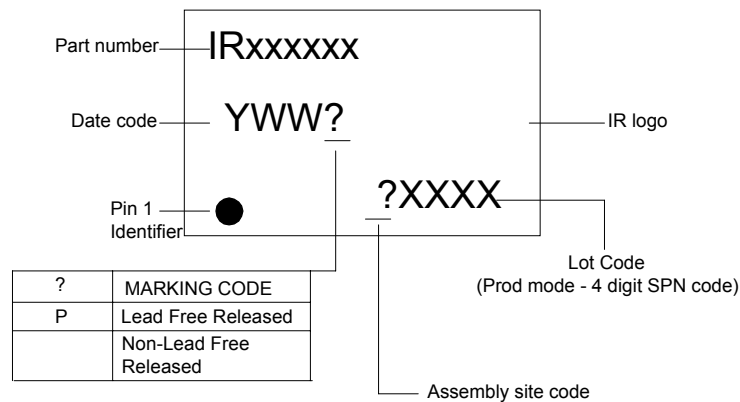 Part number
IRxxxxxx
Date code
YWW?
IR logo
Pin 1
Identifier
?XXXX
Lot Code
(Prod mode - 4 digit SPN code)
? MARKING CODE
P Lead Free Released
Non-Lead Free
Released
Assembly site code